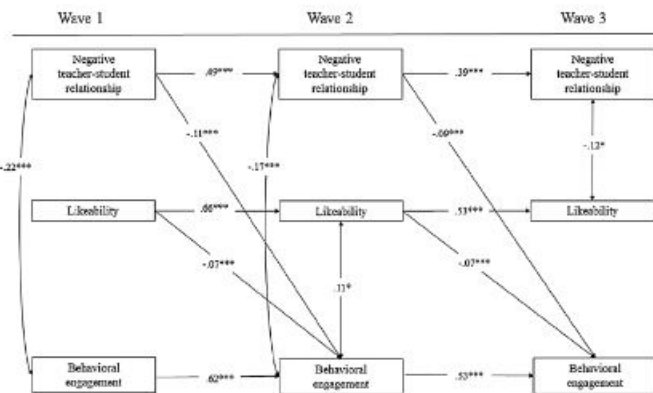 Wave 1 Wave 2 Wave 3
Negative Negative Negative
teacher-student .49*** teacher-student .39*** teacher-student
relationship relationship relationship
-.11*** -.09***
-.22*** -.17*** -.12*
Likeability .66*** Likeability .53*** Likeability
-.07*** .11* -.07***
Behavioral Behavioral Behavioral
engagement .62*** engagement .53*** engagement